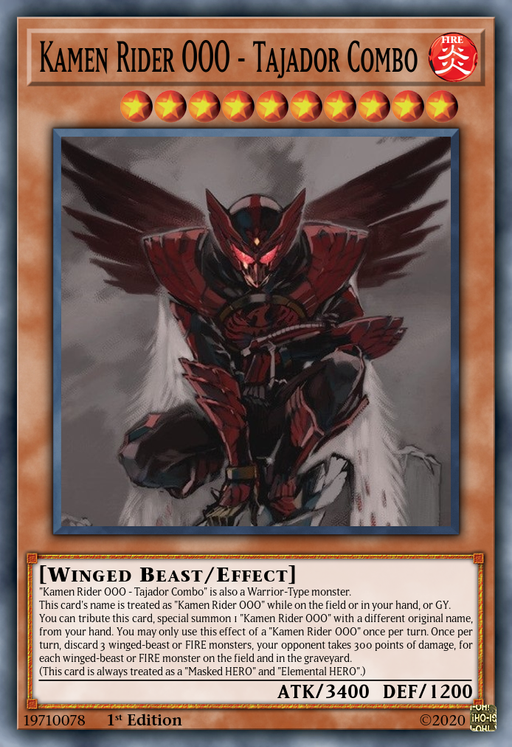 KAMEN RIDER OOO - TAJADOR COMBO
FIRE
炎
[WINGED BEAST/EFFECT]
"Kamen Rider OOO - Tajador Combo" is also a Warrior-Type monster.
This card's name is treated as "Kamen Rider OOO" while on the field or in your hand, or GY.
You can tribute this card, special summon 1 "Kamen Rider OOO" with a different original name,
from your hand. You may only use this effect of a "Kamen Rider OOO" once per turn. Once per
turn, discard 3 winged-beast or FIRE monsters, your opponent takes 300 points of damage, for
each winged-beast or FIRE monster on the field and in the graveyard.
(This card is always treated as a "Masked HERO" and "Elemental HERO".)
ATK/3400 DEF/1200
19710078 1st Edition ©2020